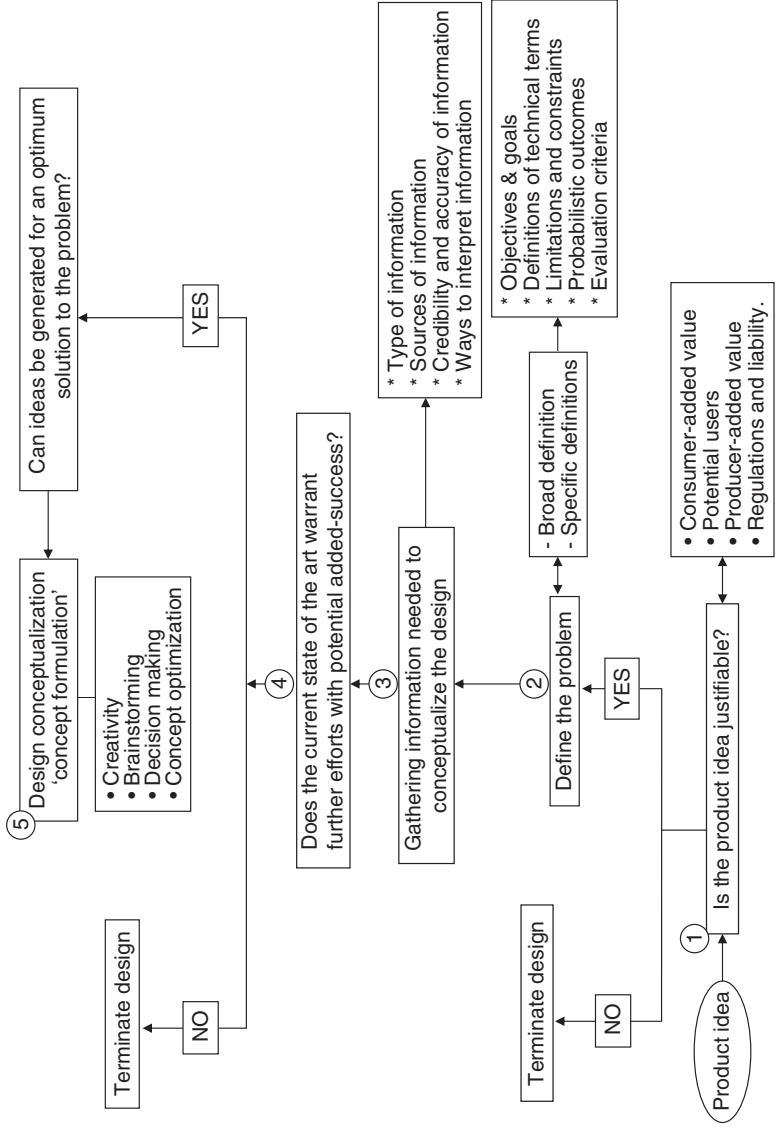 Product idea
1
Is the product idea justifiable?
• Consumer-added value
• Potential users
• Producer-added value
• Regulations and liability.
NO
Terminate design
YES
2
Define the problem
- Broad definition
- Specific definitions
* Objectives & goals
* Definitions of technical terms
* Limitations and constraints
* Probabilistic outcomes
* Evaluation criteria
3
Gathering information needed to
conceptualize the design
* Type of information
* Sources of information
* Credibility and accuracy of information
* Ways to interpret information
4
Does the current state of the art warrant
further efforts with potential added-success?
NO
Terminate design
YES
Can ideas be generated for an optimum
solution to the problem?
5
Design conceptualization
‘concept formulation’
• Creativity
• Brainstorming
• Decision making
• Concept optimization